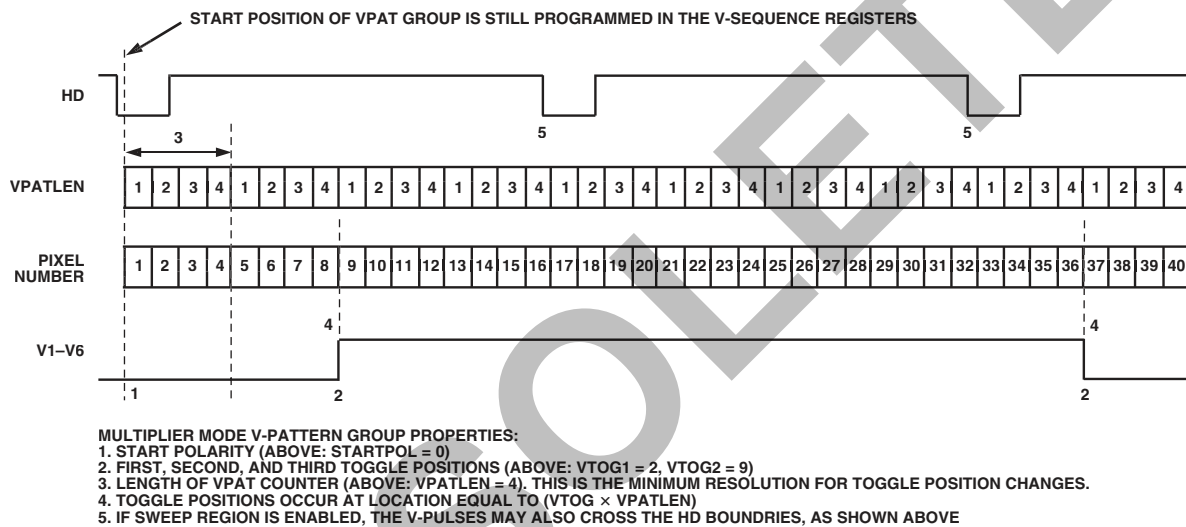 START POSITION OF VPAT GROUP IS STILL PROGRAMMED IN THE V-SEQUENCE REGISTERS
HD
3
5
5
VPATLEN
1 2 3 4 1 2 3 4 1 2 3 4 1 2 3 4 1 2 3 4 1 2 3 4 1 2 3 4 1 2 3 4 1 2 3 4 1 2 3 4
PIXEL
NUMBER
1 2 3 4 5 6 7 8 9 10 11 12 13 14 15 16 17 18 19 20 21 22 23 24 25 26 27 28 29 30 31 32 33 34 35 36 37 38 39 40
4
4
V1–V6
1
2
2
MULTIPLIER MODE V-PATTERN GROUP PROPERTIES:
1. START POLARITY (ABOVE: STARTPOL = 0)
2. FIRST, SECOND, AND THIRD TOGGLE POSITIONS (ABOVE: VTOG1 = 2, VTOG2 = 9)
3. LENGTH OF VPAT COUNTER (ABOVE: VPATLEN = 4). THIS IS THE MINIMUM RESOLUTION FOR TOGGLE POSITION CHANGES.
4. TOGGLE POSITIONS OCCUR AT LOCATION EQUAL TO (VTOG × VPATLEN)
5. IF SWEEP REGION IS ENABLED, THE V-PULSES MAY ALSO CROSS THE HD BOUNDRIES, AS SHOWN ABOVE
SOLETE